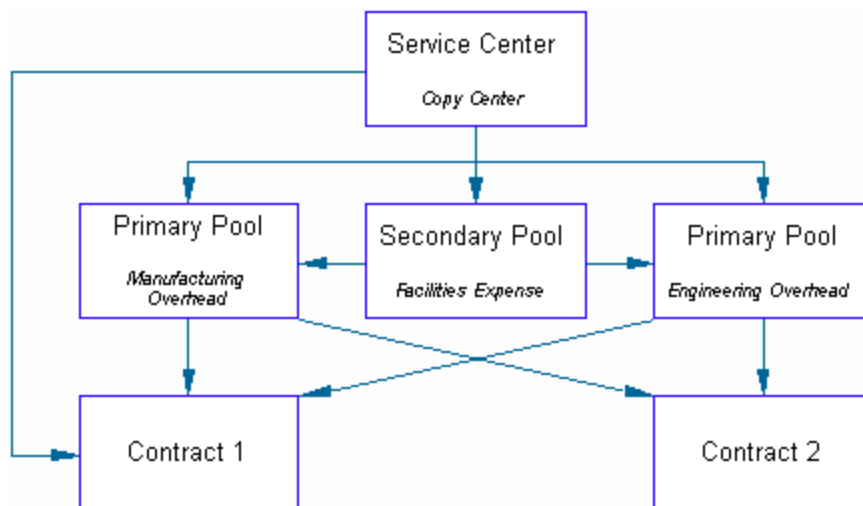 Service Center
Copy Center
Primary Pool
Manufacturing
Overhead
Secondary Pool
Facilities Expense
Primary Pool
Engineering Overhead
Contract 1
Contract 2